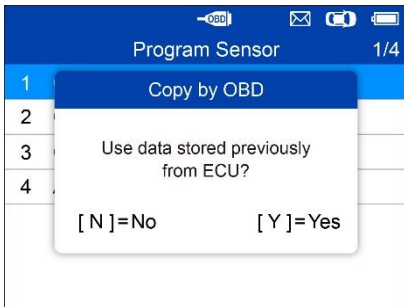 OBD
Program Sensor 1/4
1
Copy by OBD
2
Use data stored previously
3
from ECU?
4
[ N ]=No [ Y ]=Yes